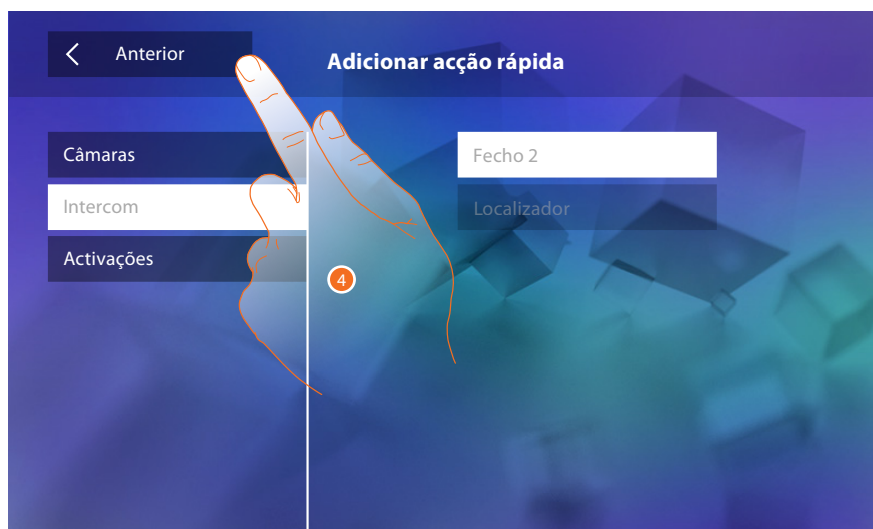 Anterior
Adicionar acção rápida
Câmaras
Intercom
Activações
Fecho 2
Localizador
4